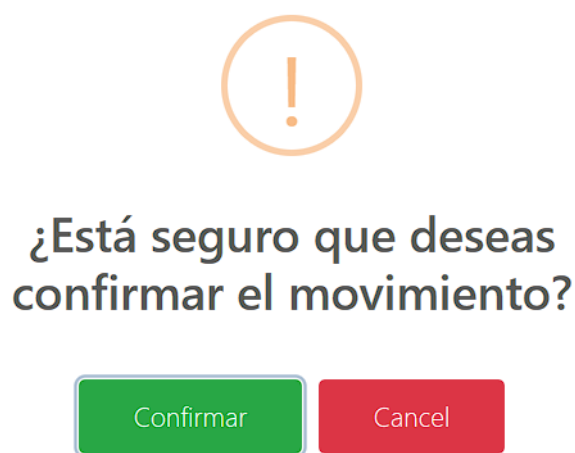 ¿Está seguro que deseas
confirmar el movimiento?
Confirmar
Cancel